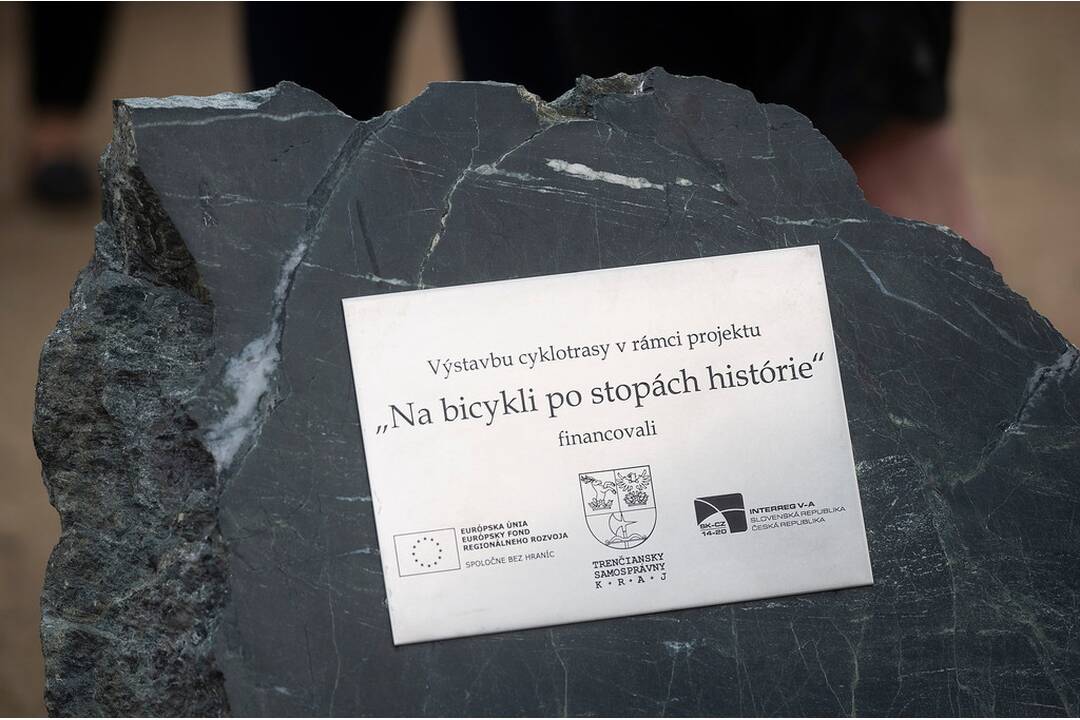 Výstavbu cyklotrasy v rámci projektu
„Na bicykli po stopách histórie“
financovali
EURÓPSKA ÚNIA
EURÓPSKY FOND
REGIONÁLNEHO ROZVOJA
SPOLOČNE BEZ HRANÍC
TRENČIANSKY
SAMOSPRÁVNY
K·R·A·J
SK-CZ
14-20
INTERREG V-A
SLOVENSKÁ REPUBLIKA
ČESKÁ REPUBLIKA